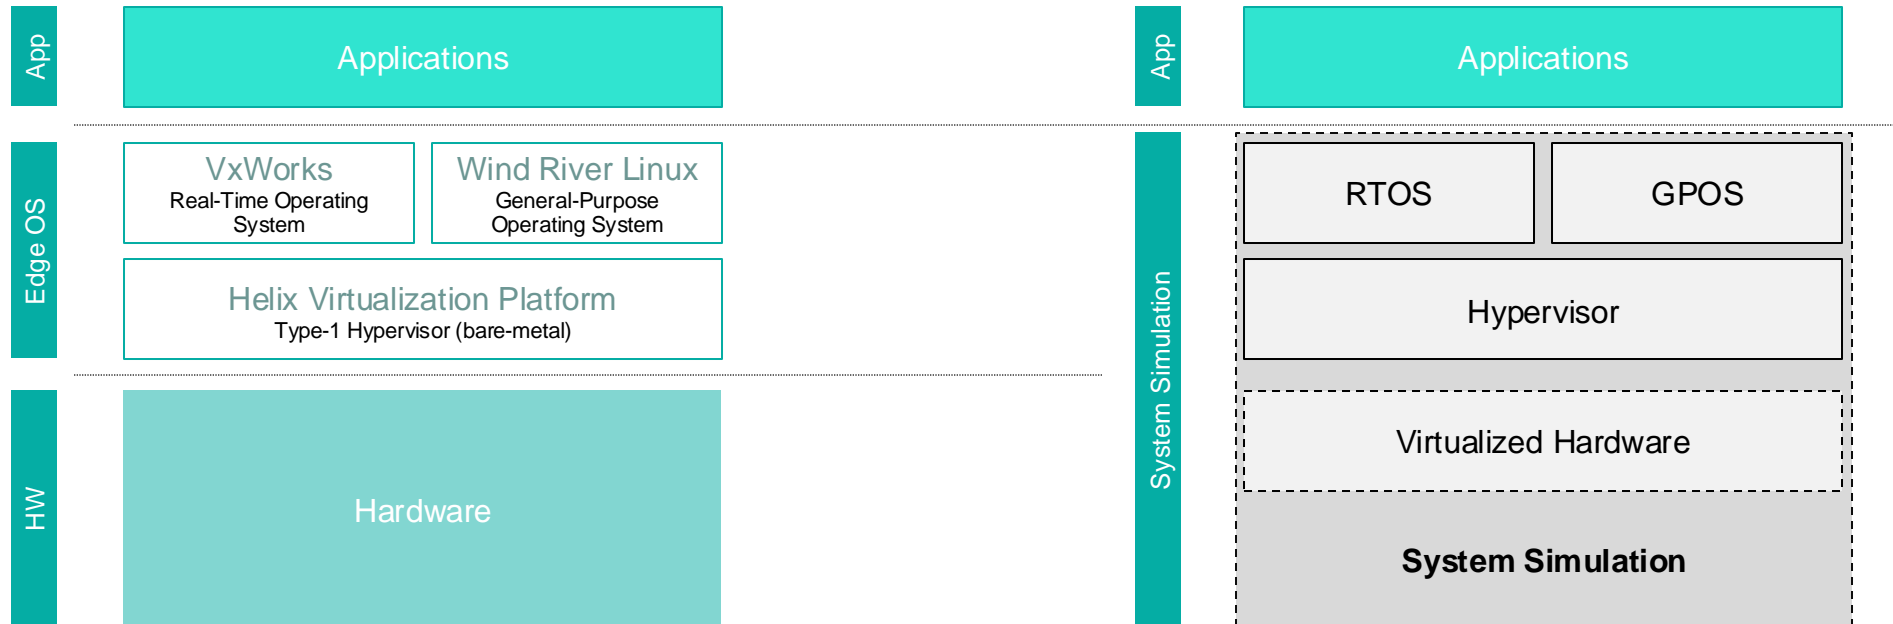 App
Applications
Edge OS
VxWorks
Real-Time Operating
System
Wind River Linux
General-Purpose
Operating System
Helix Virtualization Platform
Type-1 Hypervisor (bare-metal)
HW
Hardware
App
Applications
System Simulation
RTOS
GPOS
Hypervisor
Virtualized Hardware
System Simulation